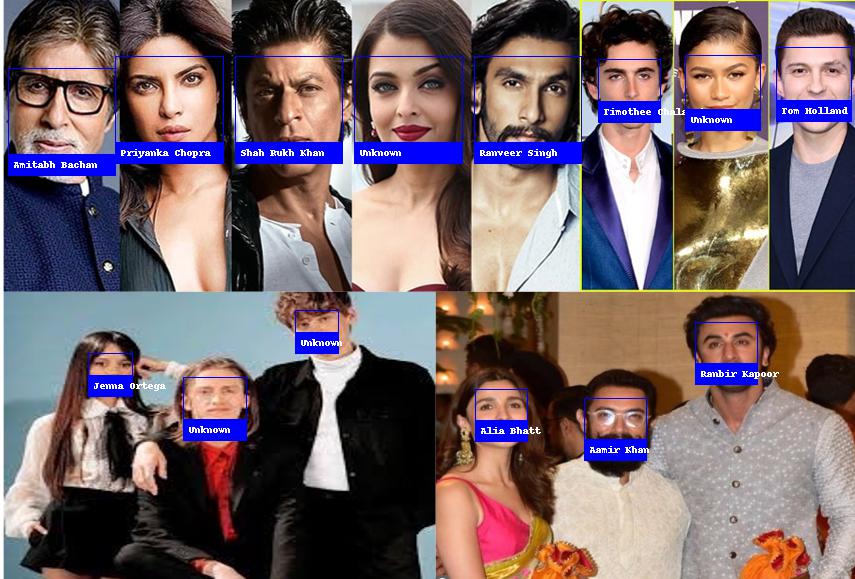 Amitabh Bachan
Priyanka Chopra
Shah Rukh Khan
Unknown
Ranveer Singh
Timothee Chala
Unknown
Tom Holland
Unknown
Jenna Ortega
Unknown
Ranbir Kapoor
Alia Bhatt
Aamir Khan